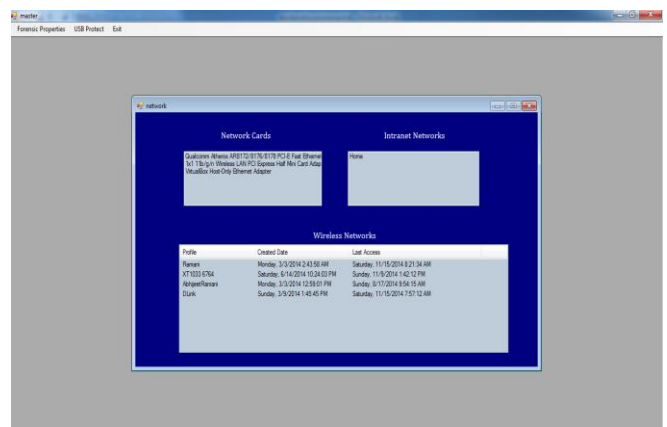 master
Forensic Properties USB Protect Exit
network
Network Cards
Qualcomm Atheros AR8172/8176/8178 PCI-E Fast Ethernet
1x1 11b/g/n Wireless LAN PCI Express Half Mini Card Adap
VirtualBox Host-Only Ethernet Adapter
Intranet Networks
Home
Wireless Networks
Profile Created Date Last Access
Ramani Monday, 3/3/2014 2:43:58 AM Saturday, 11/15/2014 8:21:34 AM
XT1033 6764 Saturday, 6/14/2014 10:24:03 PM Sunday, 11/9/2014 1:42:12 PM
AbhijeetRamani Monday, 3/3/2014 12:59:01 PM Sunday, 8/17/2014 9:54:15 AM
DLink Sunday, 3/9/2014 1:48:45 PM Saturday, 11/15/2014 7:57:12 AM